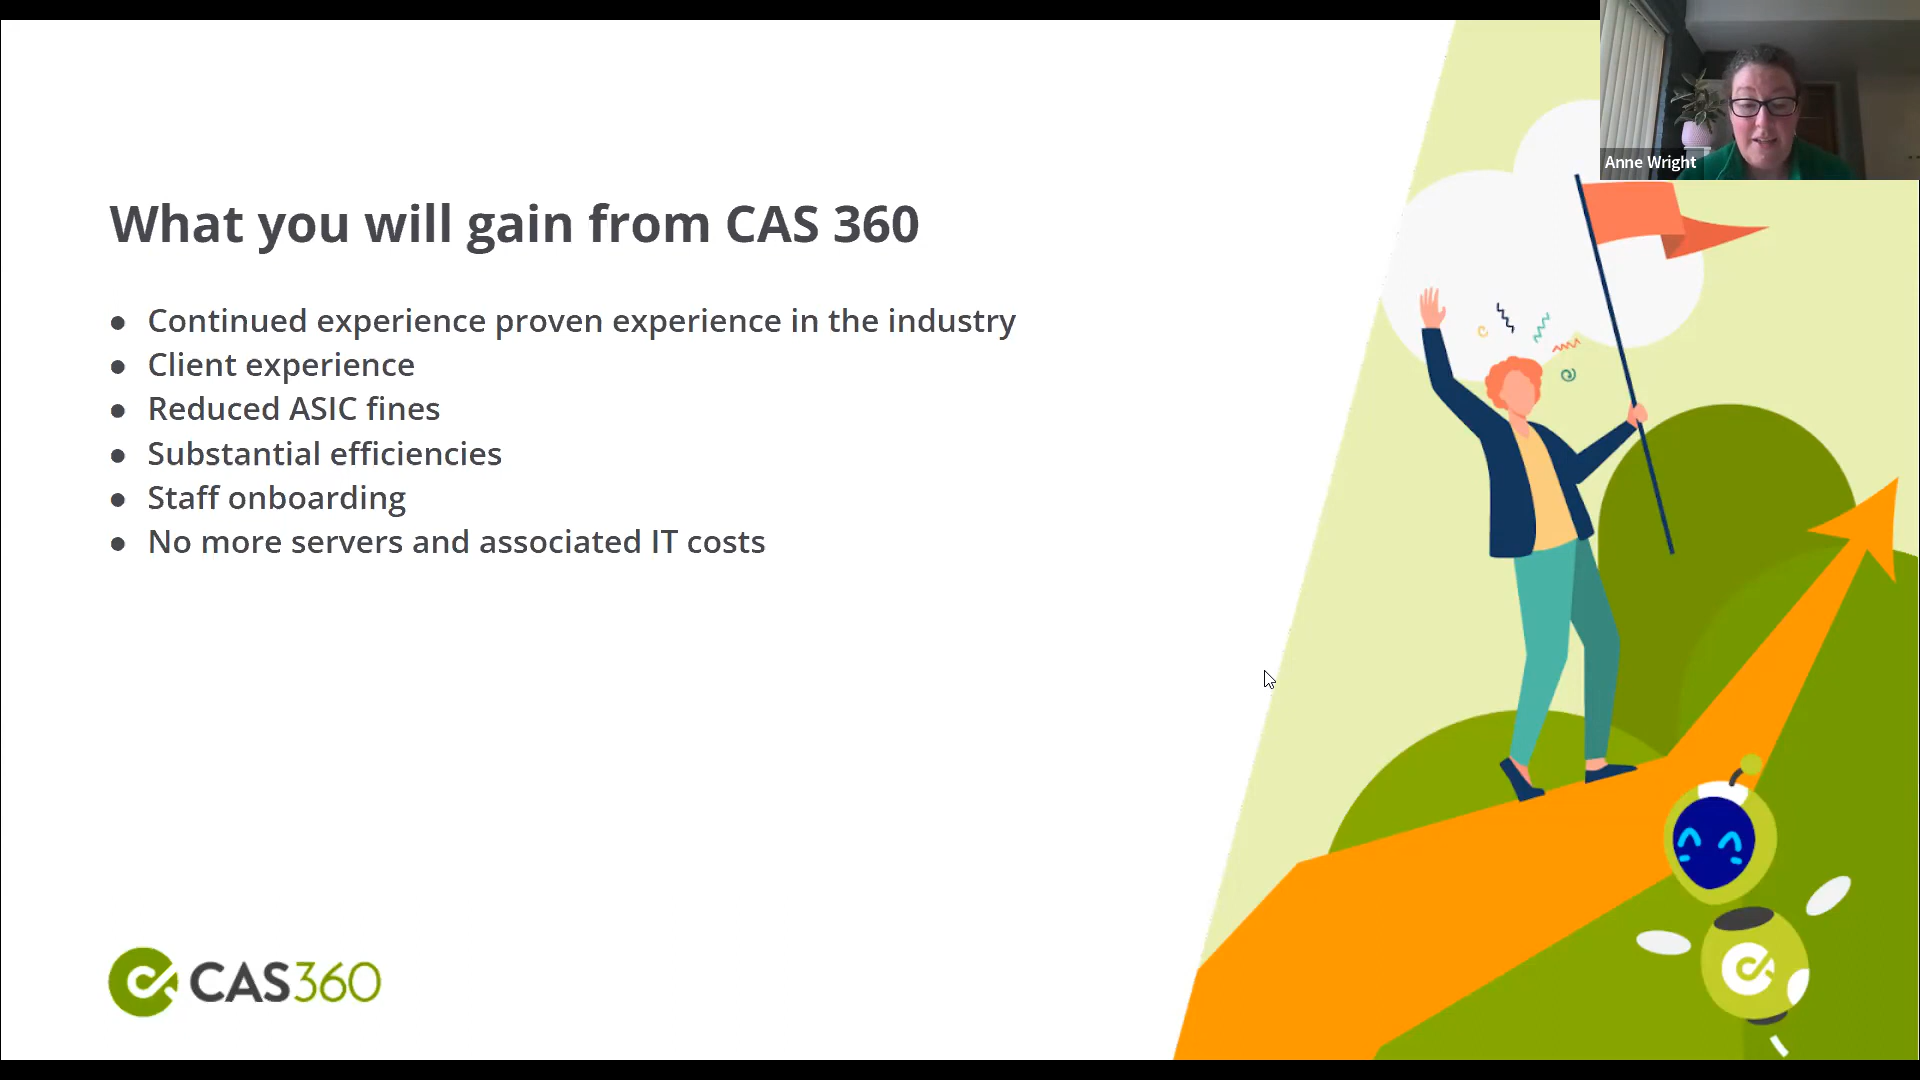 Anne Wright
What you will gain from CAS 360
● Continued experience proven experience in the industry
● Client experience
● Reduced ASIC fines
● Substantial efficiencies
● Staff onboarding
● No more servers and associated IT costs
CAS360